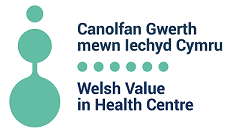 Canolfan Gwerth
mewn Iechyd Cymru
Welsh Value
in Health Centre